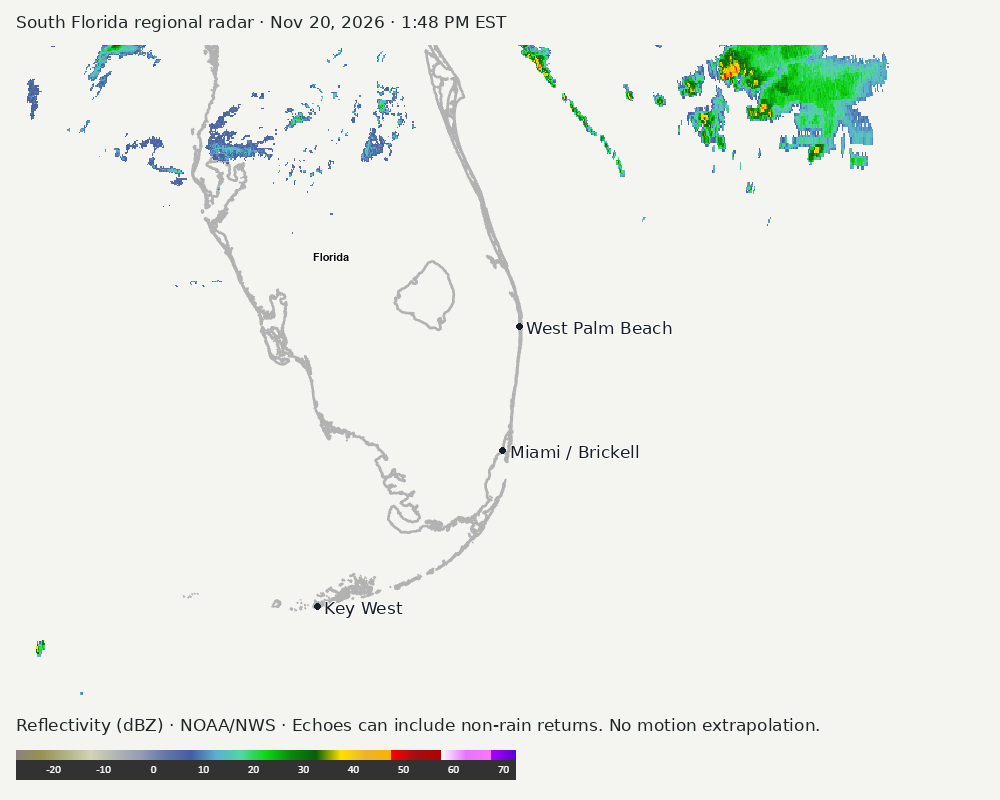 South Florida regional radar · Nov 20, 2026 · 1:48 PM EST
Florida
West Palm Beach
Miami / Brickell
Key West
Reflectivity (dBZ) · NOAA/NWS · Echoes can include non-rain returns. No motion extrapolation.
-20 -10 0 10 20 30 40 50 60 70